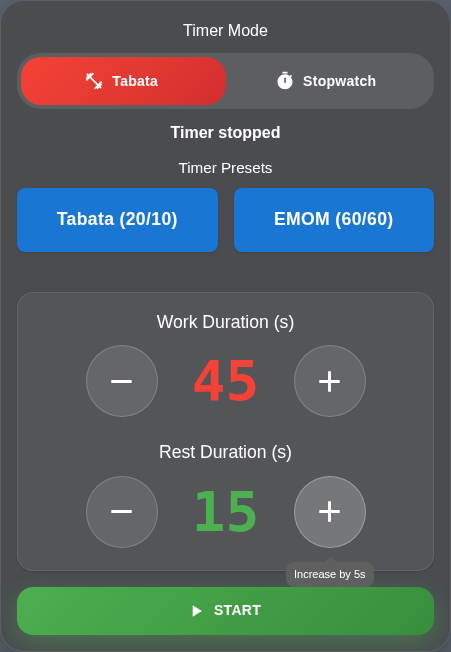 Timer Mode
Tabata
Stopwatch
Timer stopped
Timer Presets
Tabata (20/10)
EMOM (60/60)
Work Duration (s)
− 45 +
Rest Duration (s)
− 15 +
Increase by 5s
START